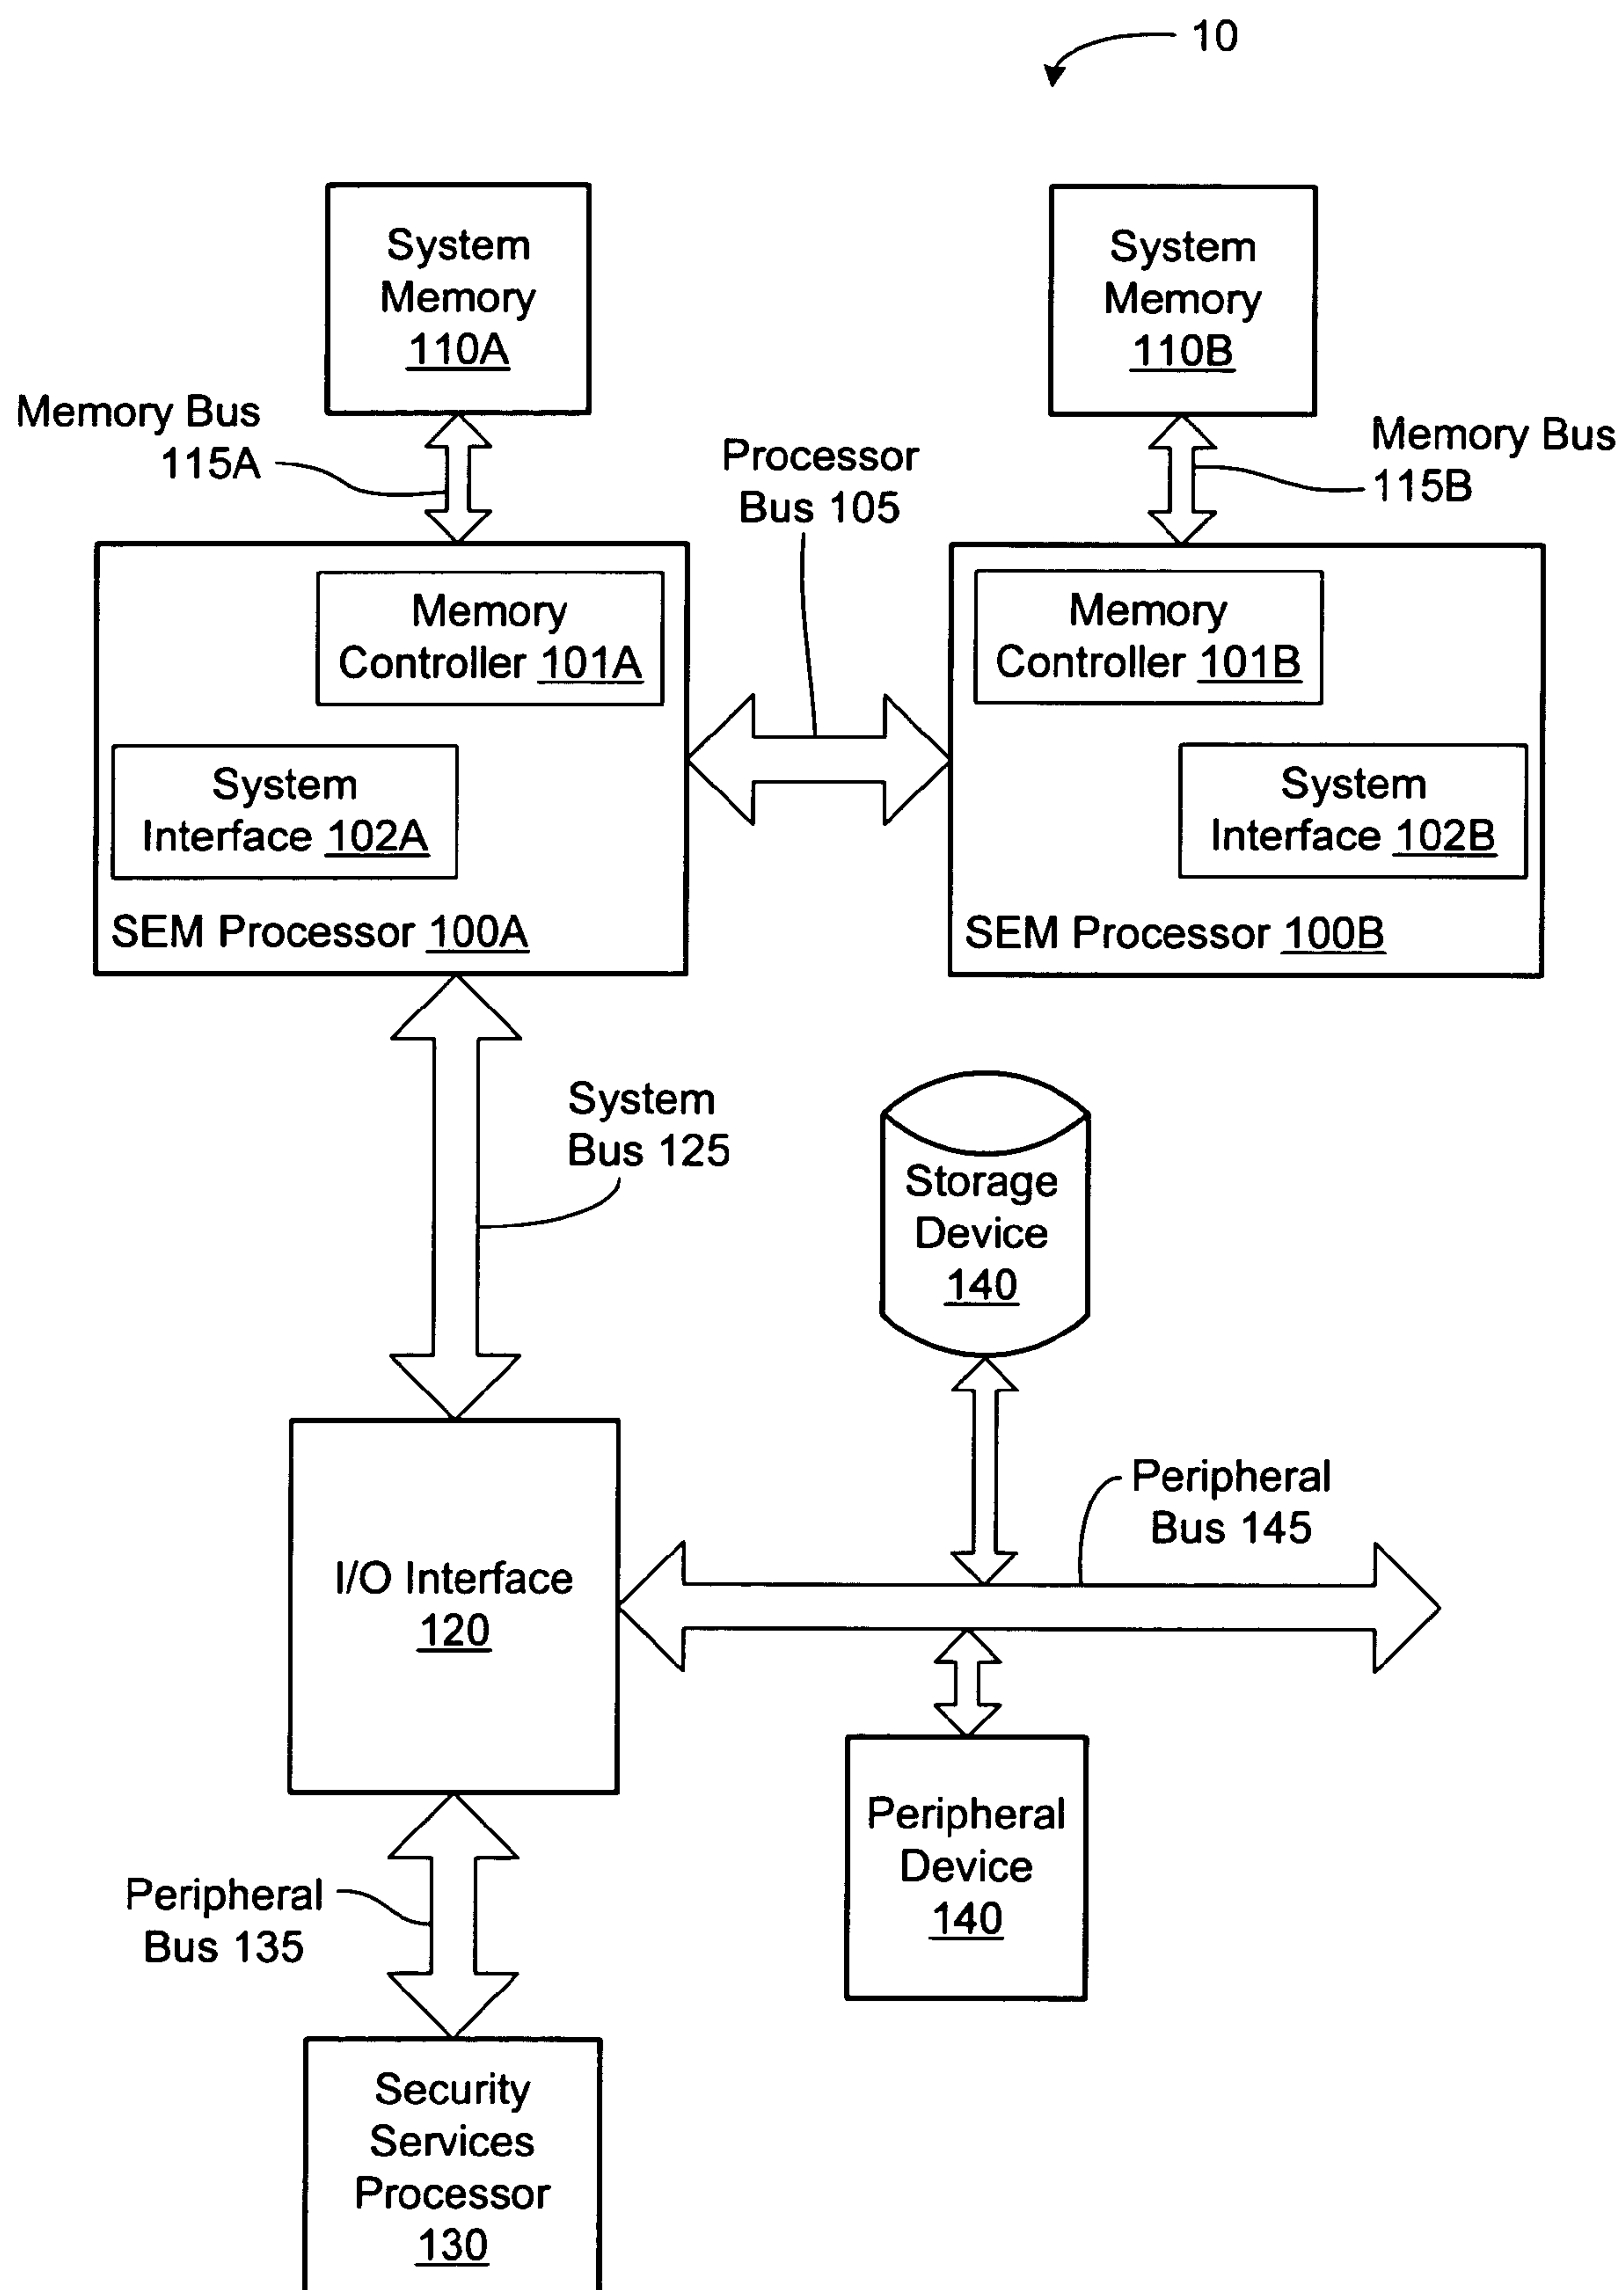 10
System
Memory
110A
System
Memory
110B
Memory Bus
115A
Processor
Bus 105
Memory Bus
115B
Memory
Controller 101A
System
Interface 102A
SEM Processor 100A
Memory
Controller 101B
System
Interface 102B
SEM Processor 100B
System
Bus 125
Storage
Device
140
Peripheral
Bus 145
I/O Interface
120
Peripheral
Device
140
Peripheral
Bus 135
Security
Services
Processor
130